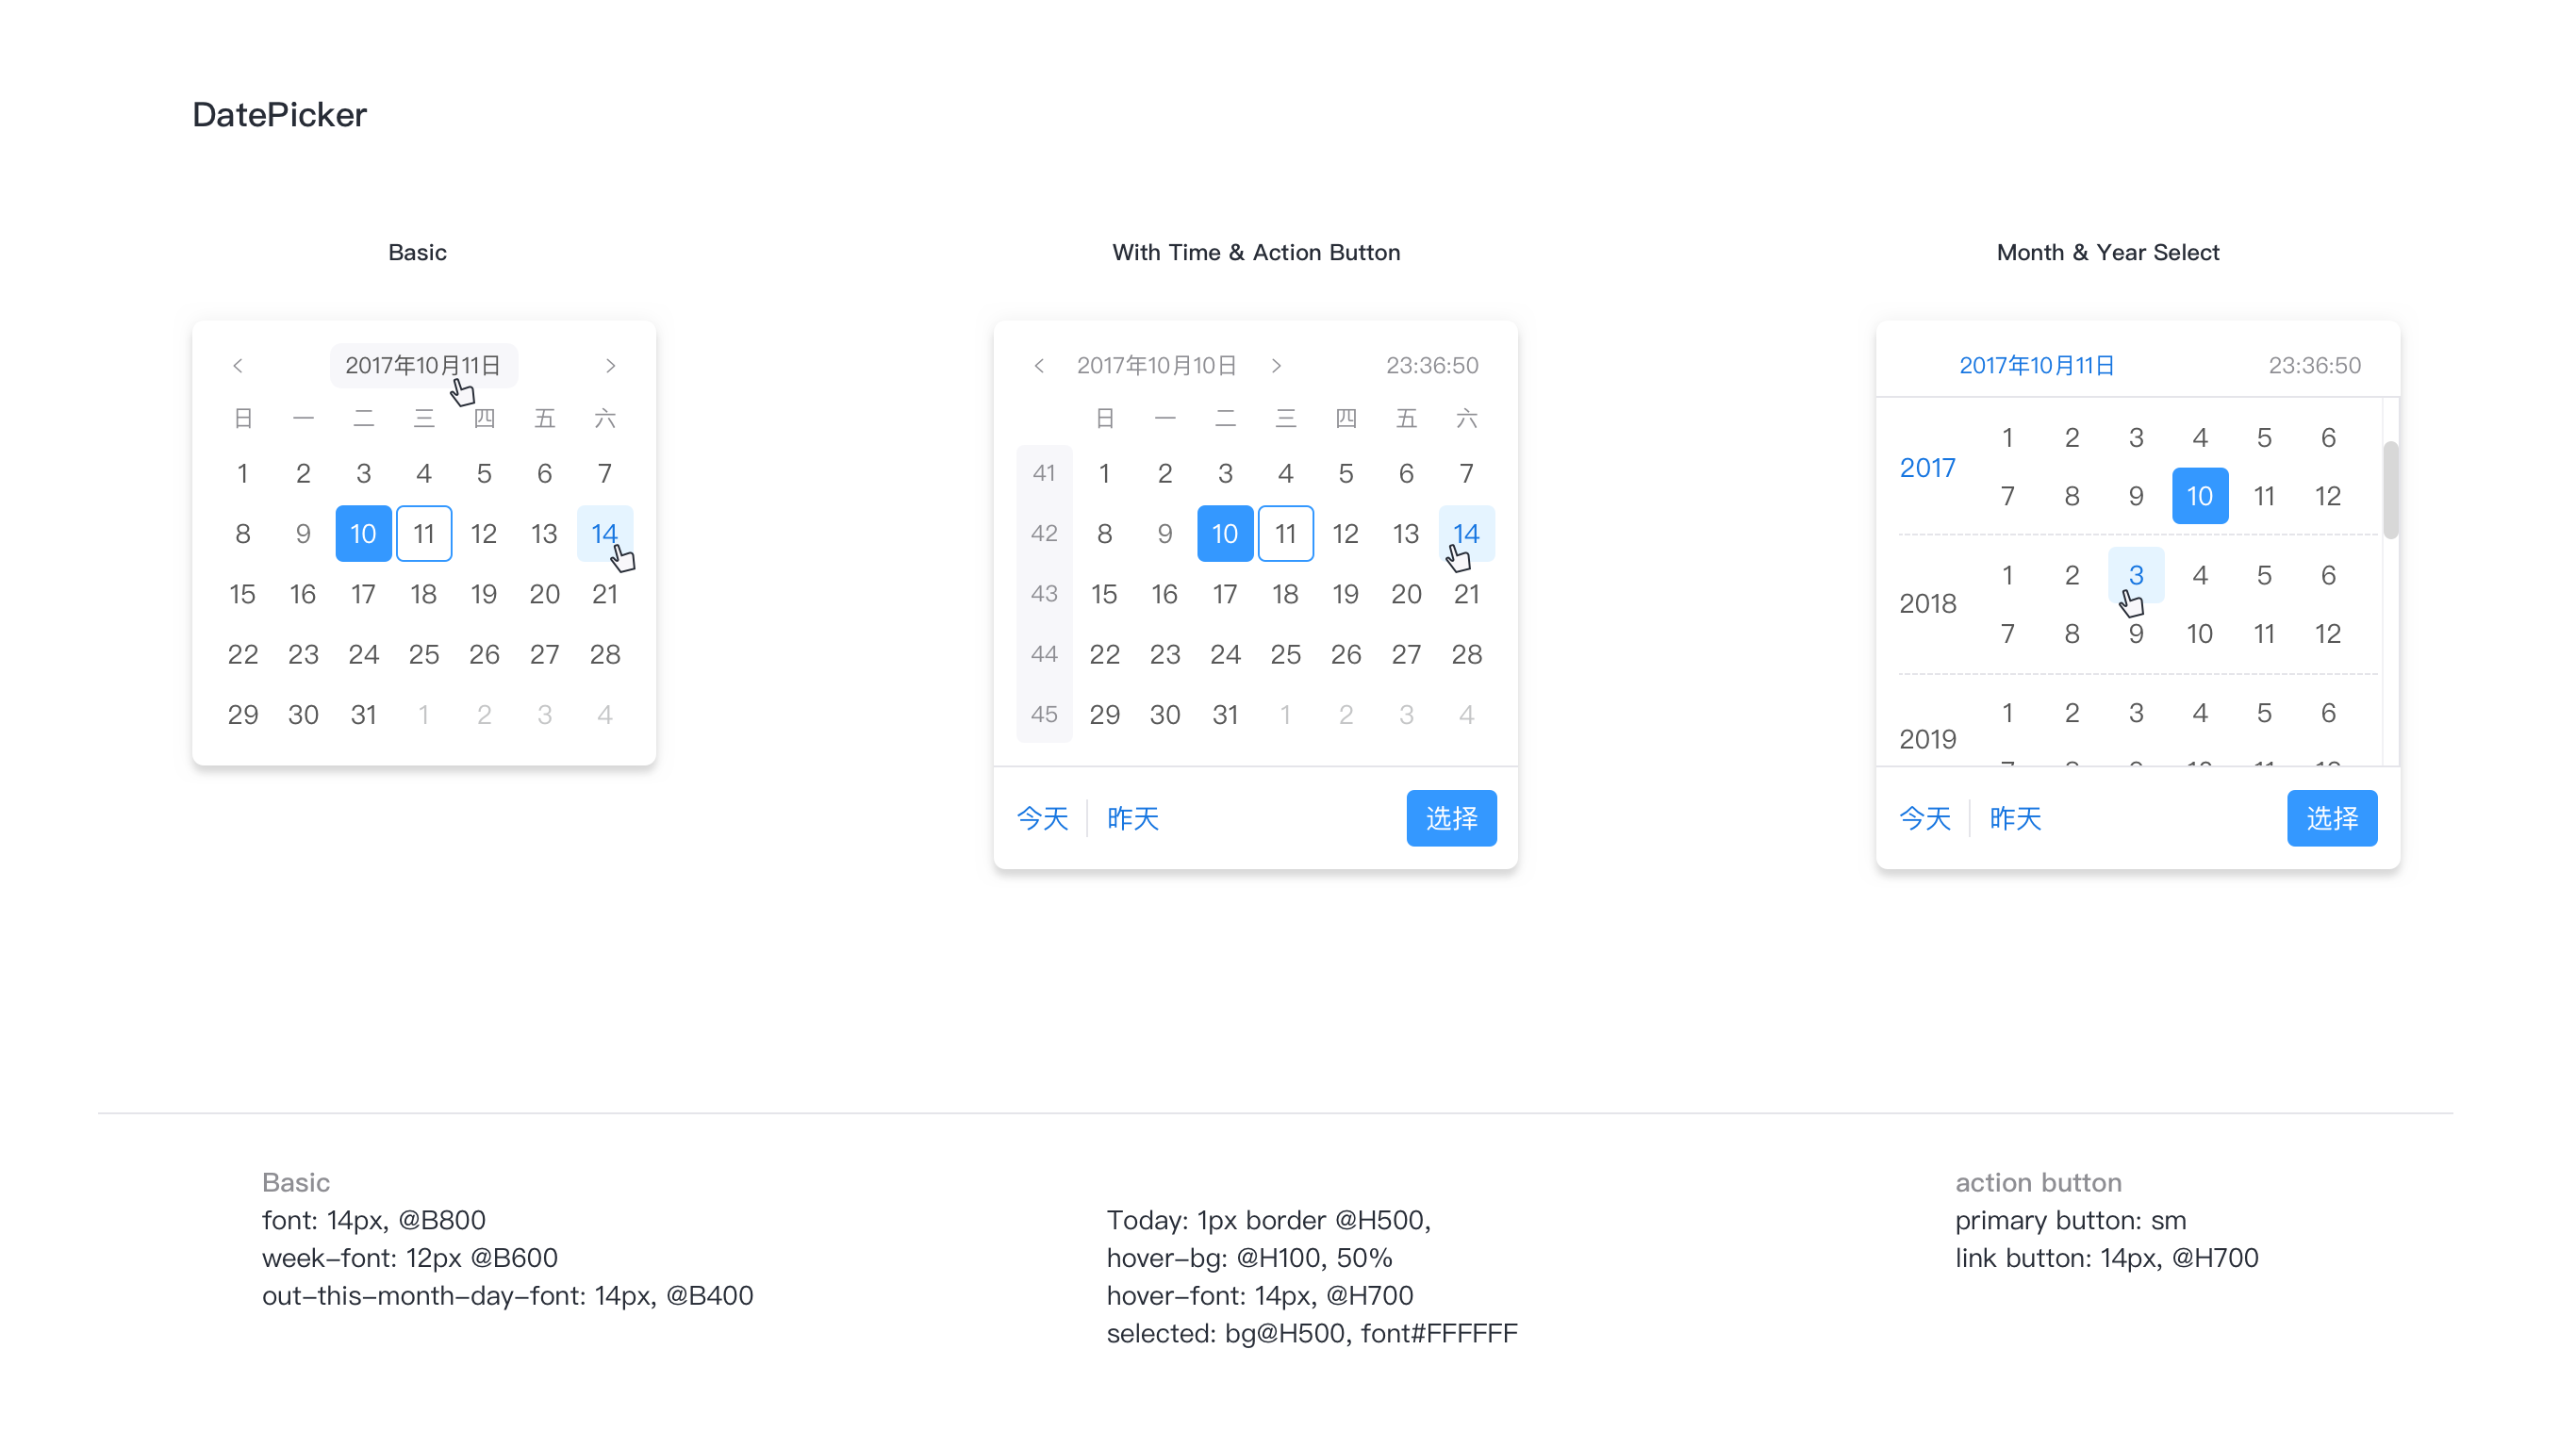 DatePicker
Basic
With Time & Action Button
Month & Year Select
2017年10月11日
日 一 二 三 四 五 六
1 2 3 4 5 6 7
8 9 10 11 12 13 14
15 16 17 18 19 20 21
22 23 24 25 26 27 28
29 30 31 1 2 3 4
2017年10月10日 23:36:50
日 一 二 三 四 五 六
41 1 2 3 4 5 6 7
42 8 9 10 11 12 13 14
43 15 16 17 18 19 20 21
44 22 23 24 25 26 27 28
45 29 30 31 1 2 3 4
今天 昨天 选择
2017年10月11日 23:36:50
2017
1 2 3 4 5 6
7 8 9 10 11 12
2018
1 2 3 4 5 6
7 8 9 10 11 12
2019
1 2 3 4 5 6
今天 昨天 选择
Basic
font: 14px, @B800
week-font: 12px @B600
out-this-month-day-font: 14px, @B400
Today: 1px border @H500,
hover-bg: @H100, 50%
hover-font: 14px, @H700
selected: bg@H500, font#FFFFFF
action button
primary button: sm
link button: 14px, @H700